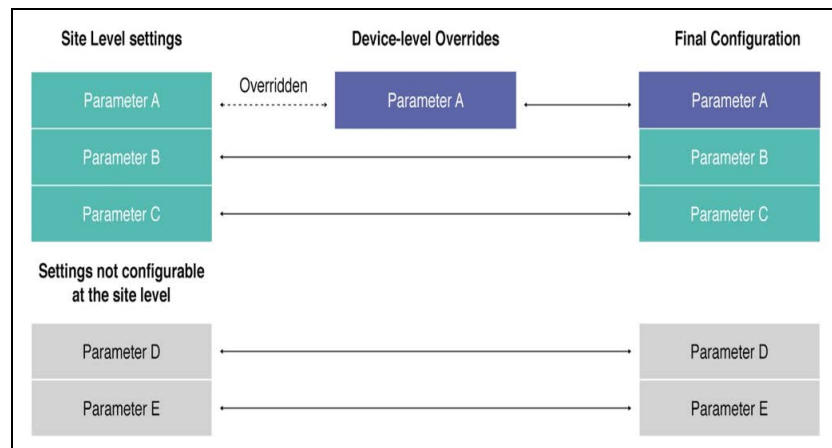 Site Level settings
Device-level Overrides
Final Configuration
Parameter A
Overridden
Parameter A
Parameter A
Parameter B
Parameter B
Parameter C
Parameter C
Settings not configurable
at the site level
Parameter D
Parameter D
Parameter E
Parameter E